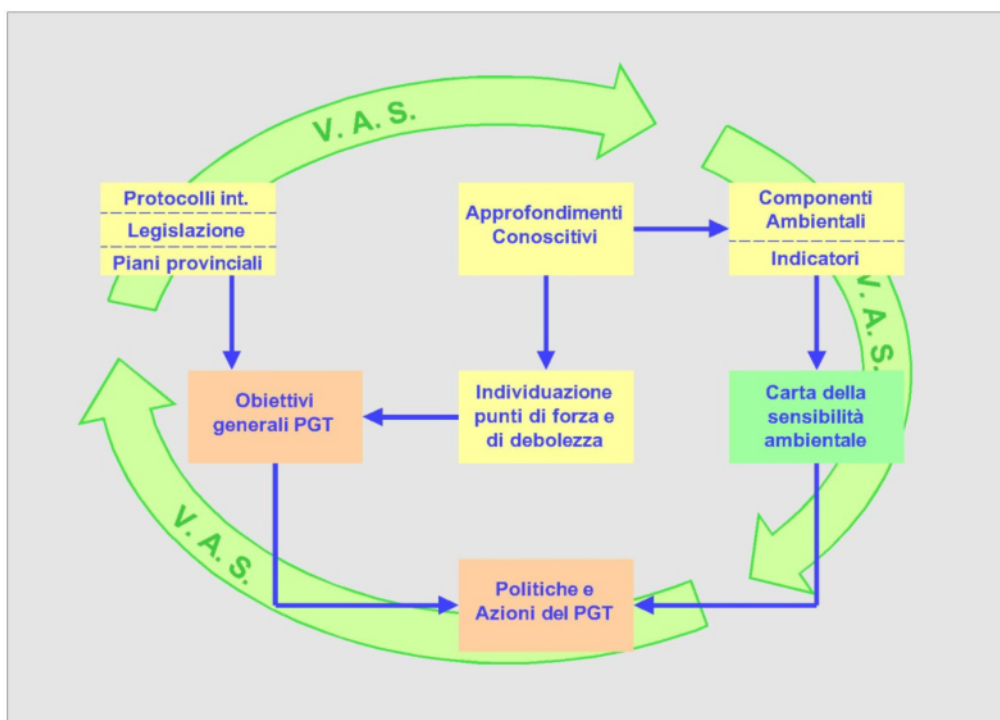 V. A. S.
Protocolli int.
Legislazione
Piani provinciali
Approfondimenti
Conoscitivi
Componenti
Ambientali
Indicatori
V. A. S.
Obiettivi
generali PGT
Individuazione
punti di forza e
di debolezza
Carta della
sensibilità
ambientale
V. A. S.
Politiche e
Azioni del PGT